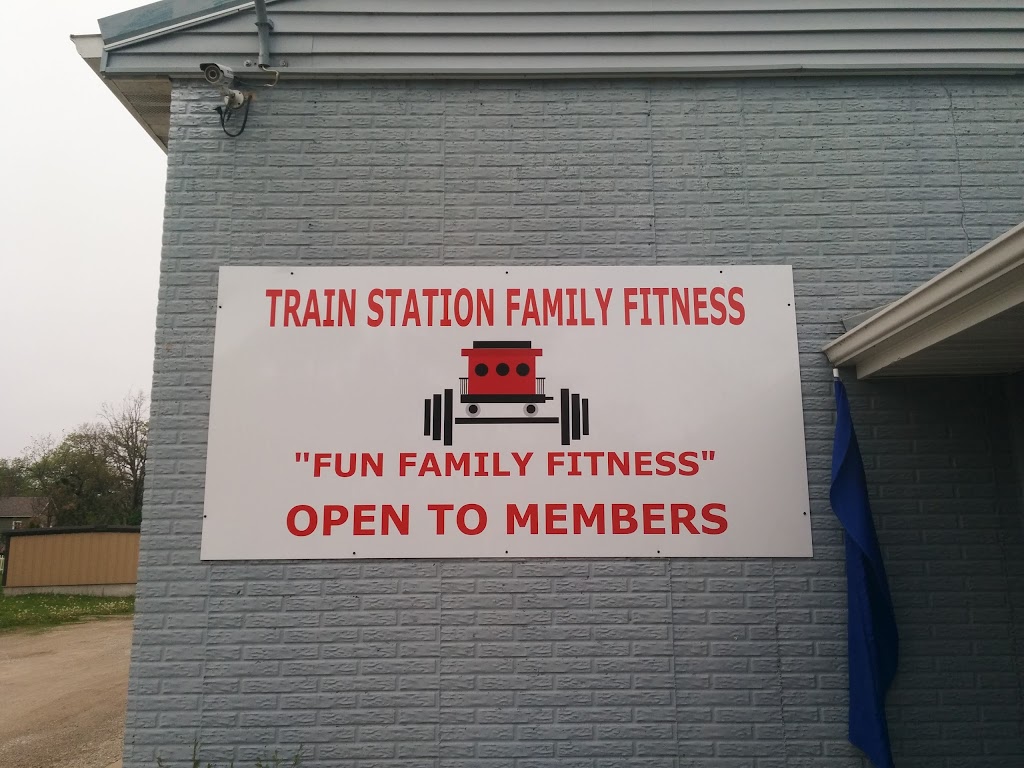 TRAIN STATION FAMILY FITNESS
"FUN FAMILY FITNESS"
OPEN TO MEMBERS